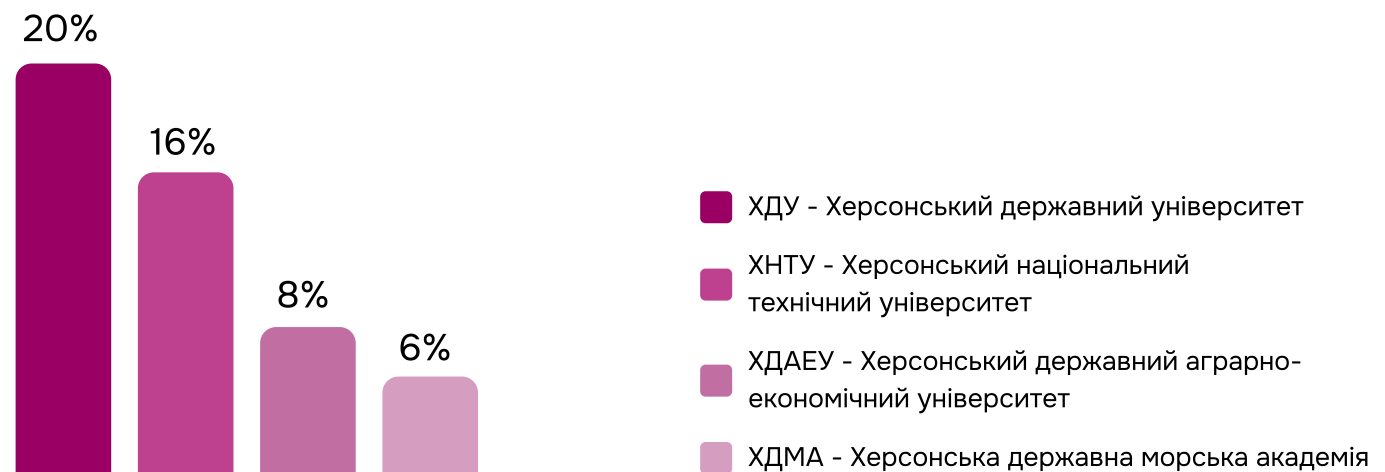 20%
16%
8%
6%
ХДУ - Херсонський державний університет
ХНТУ - Херсонський національний
технічний університет
ХДАЕУ - Херсонський державний аграрно-
економічний університет
ХДМА - Херсонська державна морська академія